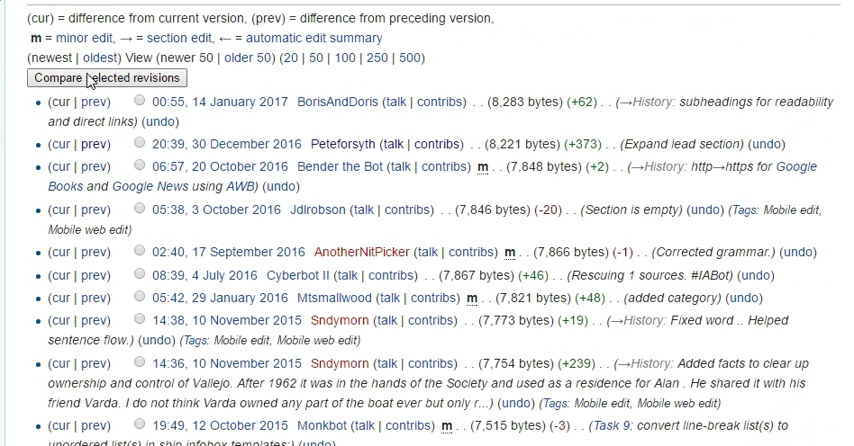 (cur) = difference from current version, (prev) = difference from preceding version,
m = minor edit, → = section edit, ← = automatic edit summary
(newest | oldest) View (newer 50 | older 50) (20 | 50 | 100 | 250 | 500)
Compare selected revisions
• (cur | prev) 00:55, 14 January 2017 BorisAndDoris (talk | contribs) . . (8,283 bytes) (+62) . . (→History: subheadings for readability
and direct links) (undo)
• (cur | prev) 20:39, 30 December 2016 Peteforsyth (talk | contribs) . . (8,221 bytes) (+373) . . (Expand lead section) (undo)
• (cur | prev) 06:57, 20 October 2016 Bender the Bot (talk | contribs) m . . (7,848 bytes) (+2) . . (→History: http→https for Google
Books and Google News using AWB) (undo)
• (cur | prev) 05:38, 3 October 2016 Jdlrobson (talk | contribs) . . (7,846 bytes) (-20) . . (Section is empty) (undo) (Tags: Mobile edit,
Mobile web edit)
• (cur | prev) 02:40, 17 September 2016 AnotherNitPicker (talk | contribs) m . . (7,866 bytes) (-1) . . (Corrected grammar.) (undo)
• (cur | prev) 08:39, 4 July 2016 Cyberbot II (talk | contribs) . . (7,867 bytes) (+46) . . (Rescuing 1 sources. #IABot) (undo)
• (cur | prev) 05:42, 29 January 2016 Mtsmallwood (talk | contribs) m . . (7,821 bytes) (+48) . . (added category) (undo)
• (cur | prev) 14:38, 10 November 2015 Sndymorn (talk | contribs) . . (7,773 bytes) (+19) . . (→History: Fixed word .. Helped
sentence flow.) (undo) (Tags: Mobile edit, Mobile web edit)
• (cur | prev) 14:36, 10 November 2015 Sndymorn (talk | contribs) . . (7,754 bytes) (+239) . . (→History: Added facts to clear up
ownership and control of Vallejo. After 1962 it was in the hands of the Society and used as a residence for Alan . He shared it with his
friend Varda. I do not think Varda owned any part of the boat ever but only r...) (undo) (Tags: Mobile edit, Mobile web edit)
• (cur | prev) 19:49, 12 October 2015 Monkbot (talk | contribs) m . . (7,515 bytes) (-3) . . (Task 9: convert line-break list(s) to
unordered list(s) in ship infobox templates;) (undo)